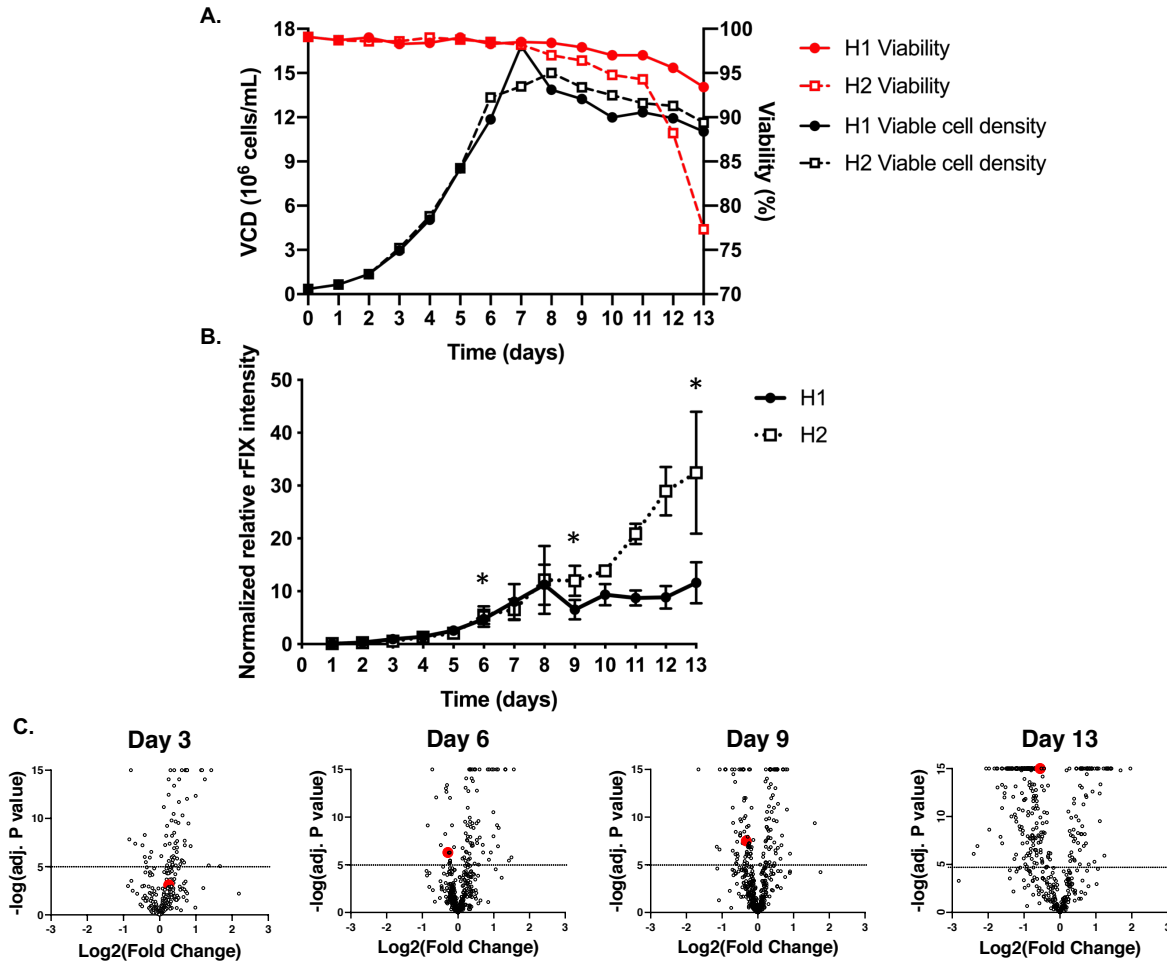 A.
VCD (10⁶ cells/mL)
18
15
12
9
6
3
0
100
95
90
85
80
75
70
Viability (%)
0 1 2 3 4 5 6 7 8 9 10 11 12 13
Time (days)
H1 Viability
H2 Viability
H1 Viable cell density
H2 Viable cell density
B.
Normalized relative rFIX intensity
50
40
30
20
10
0
* * *
1 2 3 4 5 6 7 8 9 10 11 12 13
Time (days)
H1
H2
C.
Day 3
-log(adj. P value)
15
10
5
0
-3 -2 -1 0 1 2 3
Log2(Fold Change)
Day 6
-log(adj. P value)
15
10
5
0
-3 -2 -1 0 1 2 3
Log2(Fold Change)
Day 9
-log(adj. P value)
15
10
5
0
-3 -2 -1 0 1 2 3
Log2(Fold Change)
Day 13
-log(adj. P value)
15
10
5
0
-3 -2 -1 0 1 2 3
Log2(Fold Change)